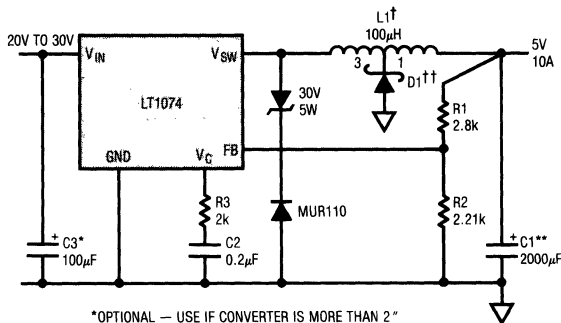 L1†
100µH
20V TO 30V
VIN
VSW
3
1
D1††
5V
10A
LT1074
30V
5W
R1
2.8k
GND
VC
FB
R3
2k
MUR110
R2
2.21k
C3*
100µF
C2
0.2µF
C1**
2000µF
+
+
*OPTIONAL — USE IF CONVERTER IS MORE THAN 2"